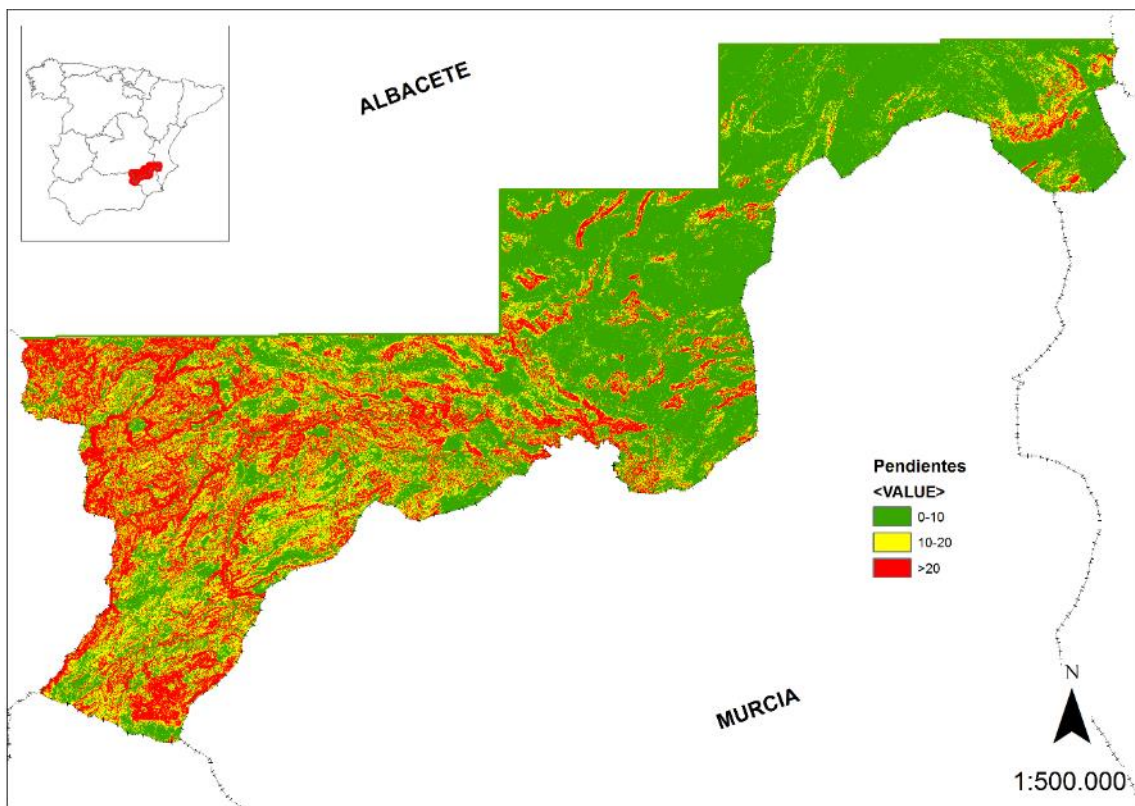 ALBACETE
Pendientes
<VALUE>
0-10
10-20
>20
MURCIA
N
1:500.000